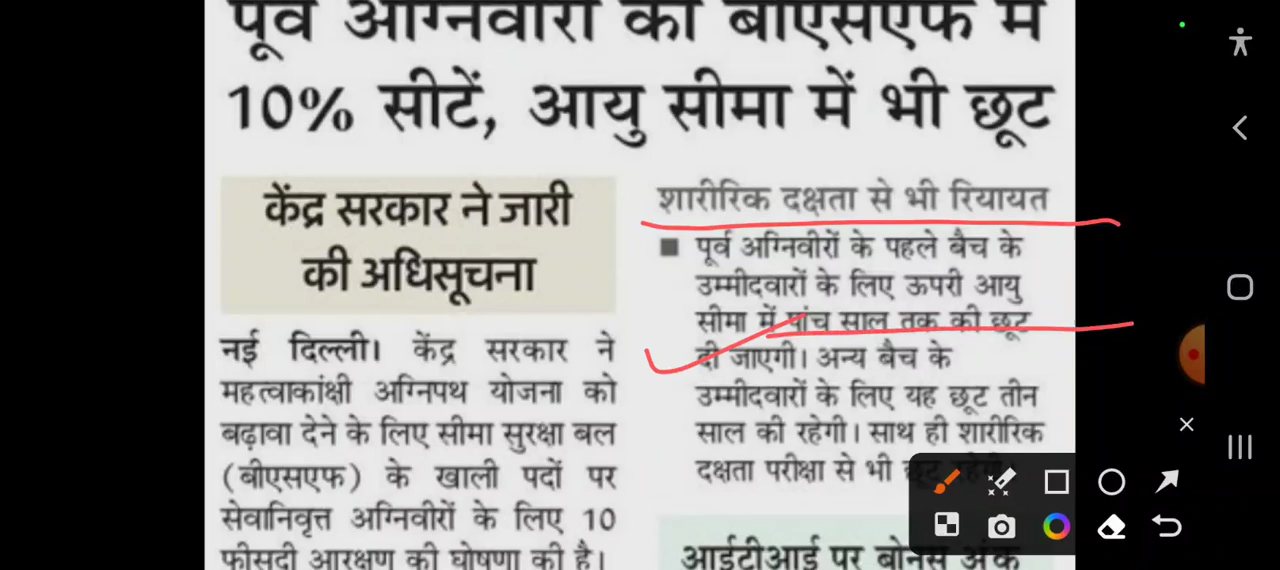 पूर्व अग्निवीरों को बीएसएफ में
10% सीटें, आयु सीमा में भी छूट
केंद्र सरकार ने जारी
की अधिसूचना
नई दिल्ली। केंद्र सरकार ने
महत्वाकांक्षी अग्निपथ योजना को
बढ़ावा देने के लिए सीमा सुरक्षा बल
(बीएसएफ) के खाली पदों पर
सेवानिवृत्त अग्निवीरों के लिए 10
फीसदी आरक्षण की घोषणा की है।
शारीरिक दक्षता से भी रियायत
■ पूर्व अग्निवीरों के पहले बैच के
उम्मीदवारों के लिए ऊपरी आयु
सीमा में पांच साल तक की छूट
दी जाएगी। अन्य बैच के
उम्मीदवारों के लिए यह छूट तीन
साल की रहेगी। साथ ही शारीरिक
दक्षता परीक्षा से भी छूट रहेगी
आईटीआई पर बोनस अंक